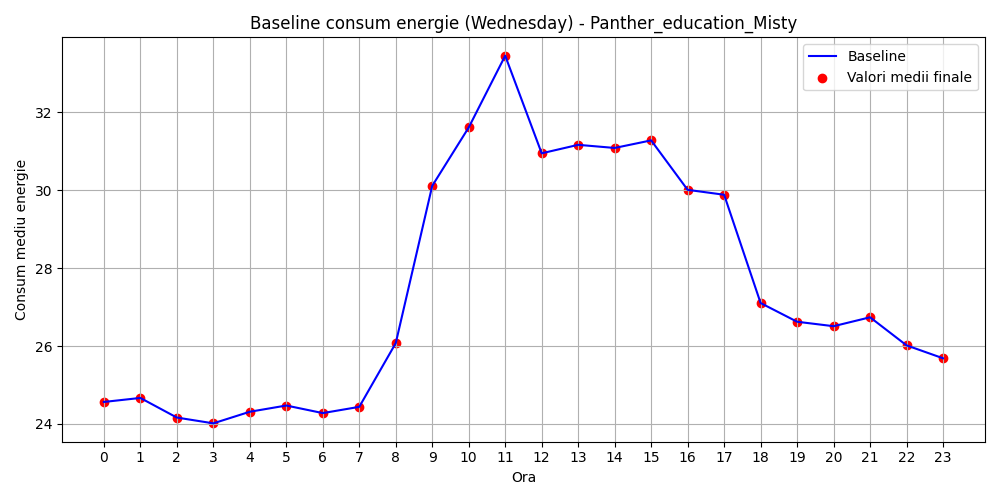 Baseline consum energie (Wednesday) - Panther_education_Misty
Baseline
Valori medii finale
Consum mediu energie
32
30
28
26
24
0 1 2 3 4 5 6 7 8 9 10 11 12 13 14 15 16 17 18 19 20 21 22 23
Ora